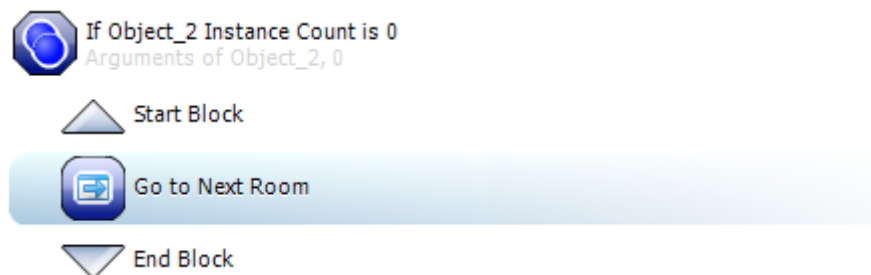 If Object_2 Instance Count is 0
Arguments of Object_2, 0
Start Block
Go to Next Room
End Block